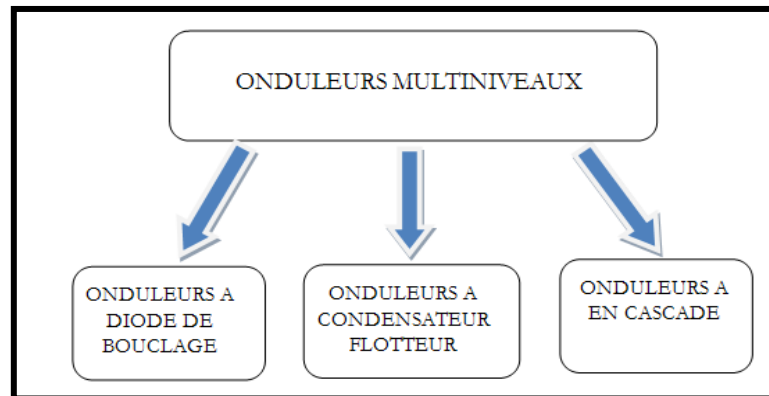 ONDULEURS MULTINIVEAUX
ONDULEURS A
DIODE DE
BOUCLAGE
ONDULEURS A
CONDENSATEUR
FLOTTEUR
ONDULEURS A
EN CASCADE